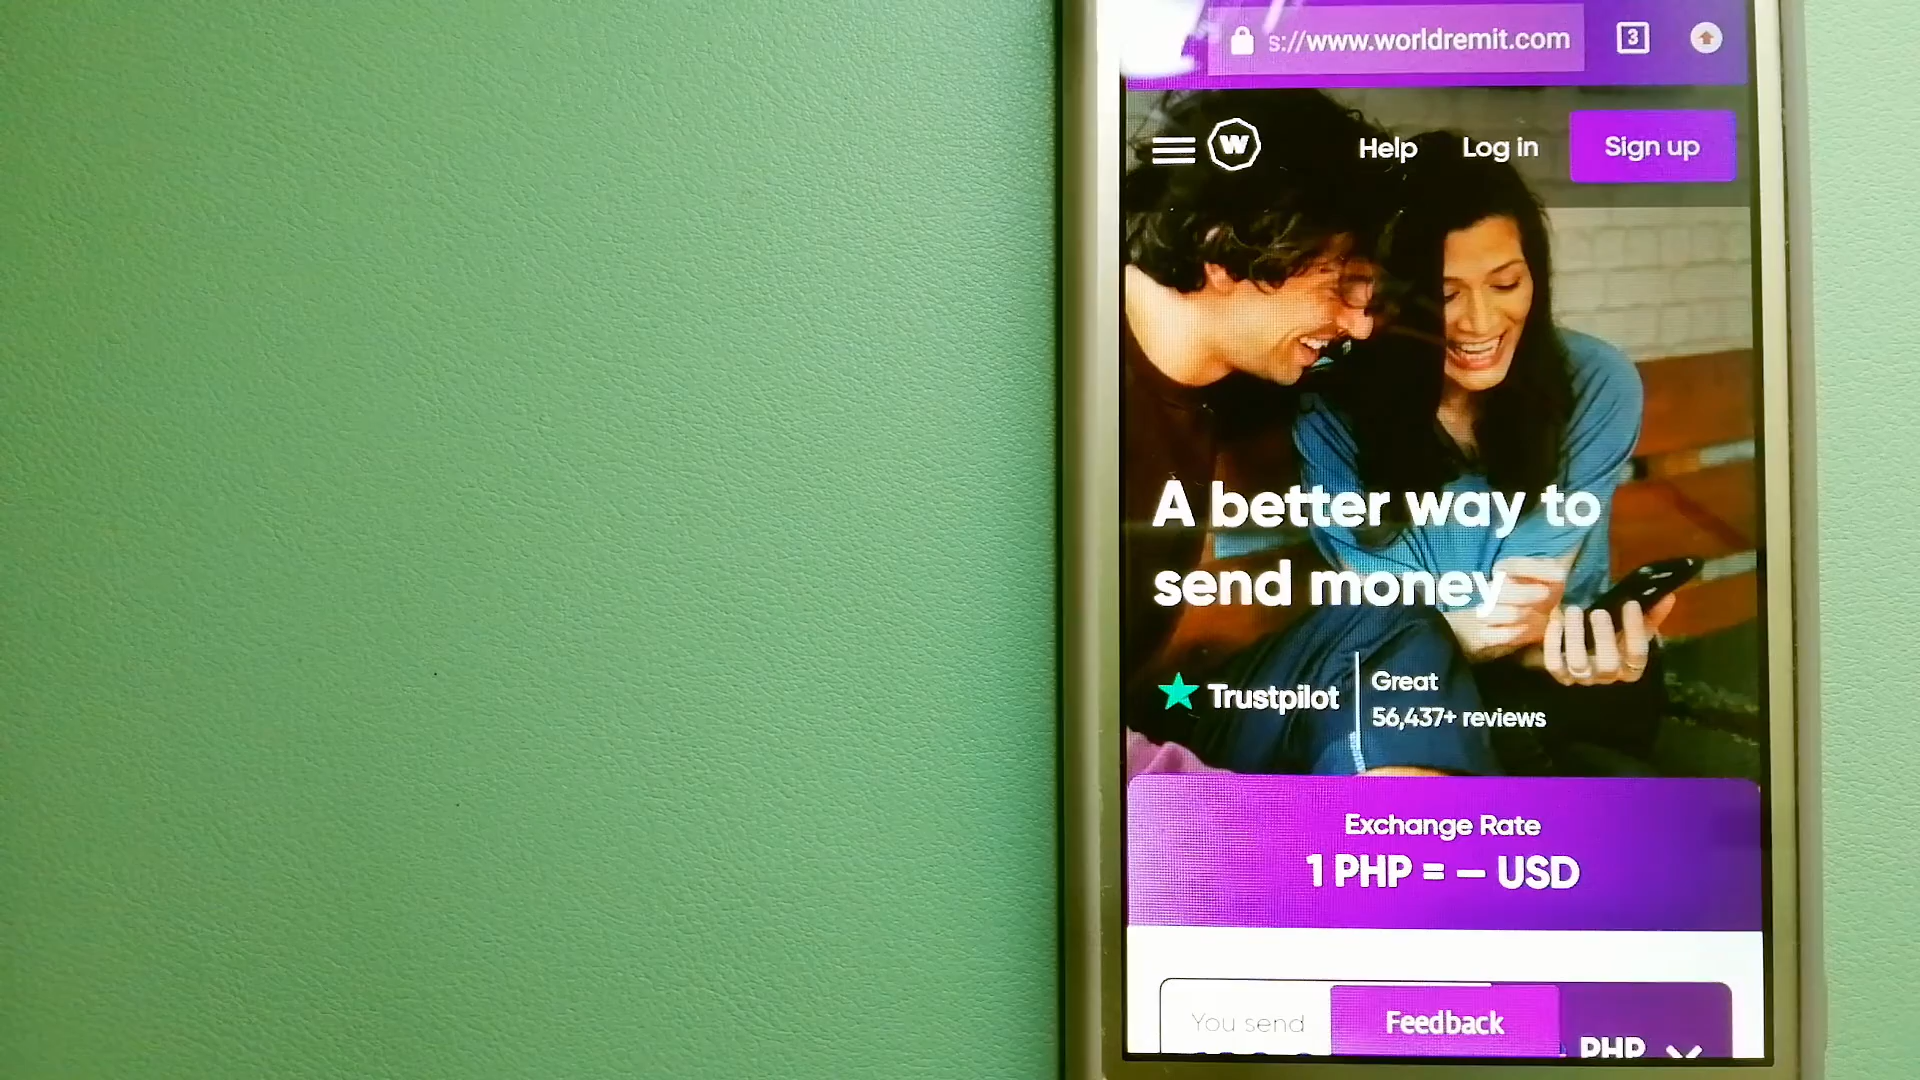 s://www.worldremit.com 3
W Help Log in Sign up
A better way to
send money
Trustpilot
Great
56,437+ reviews
Exchange Rate
1 PHP = — USD
You send
Feedback
PHP